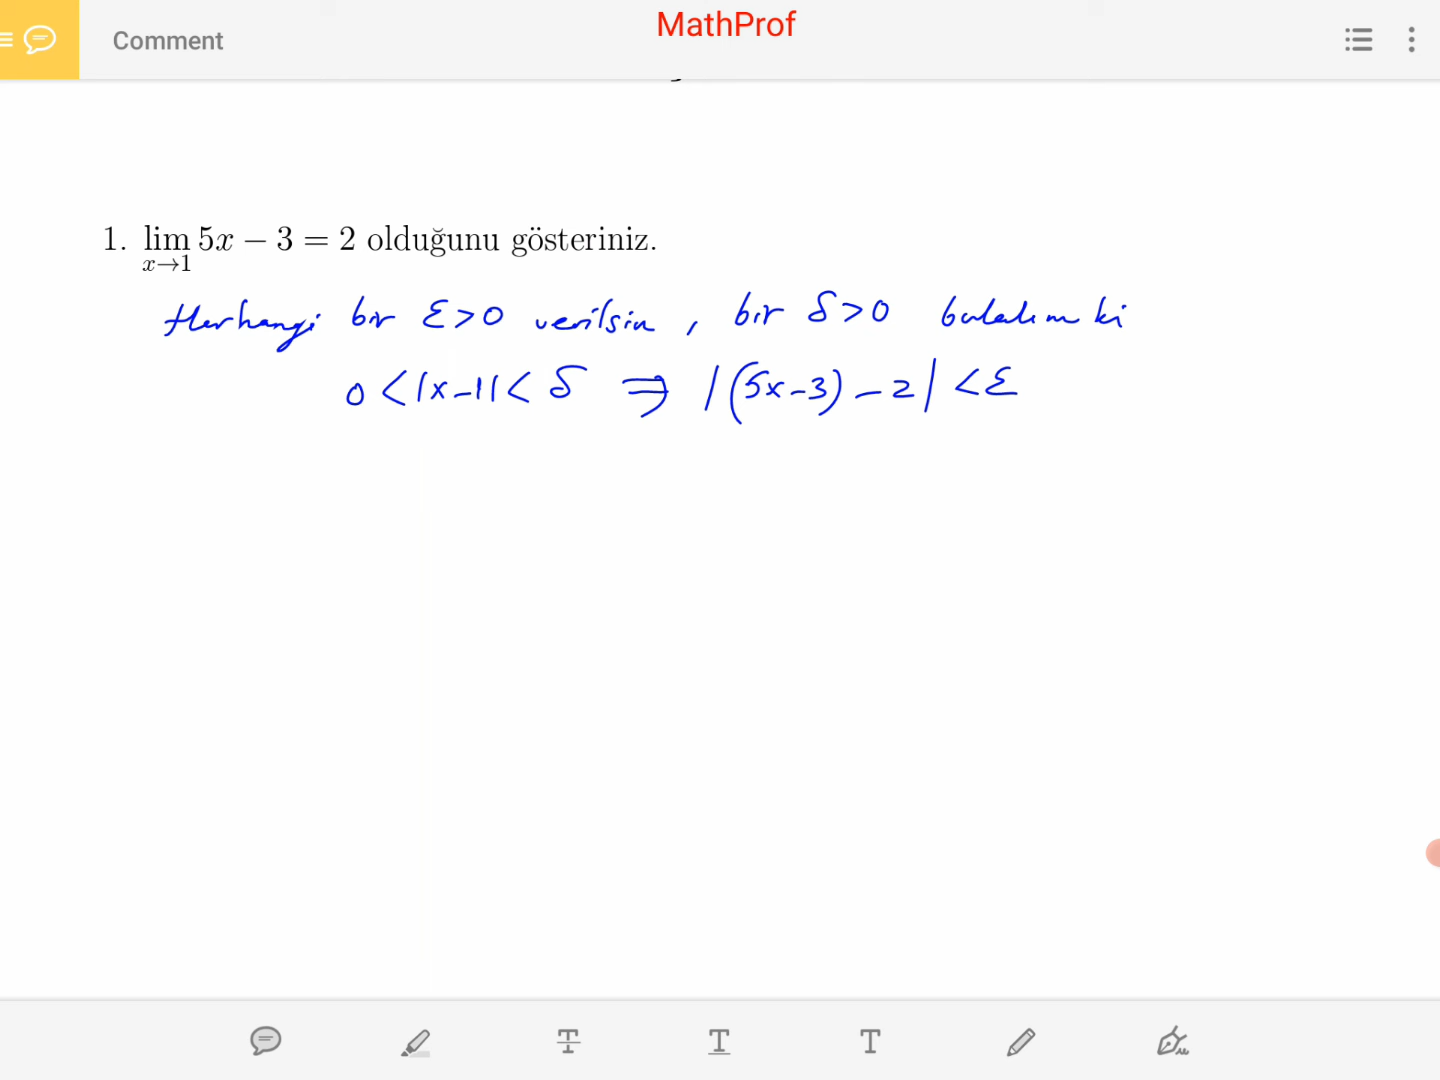 MathProf
Comment
1. lim 5x − 3 = 2 olduğunu gösteriniz.
x→1
Herhangi bir ε>0 verilsin, bir δ>0 bulalım ki
0<|x-1|<δ ⇒ |(5x-3)-2|<ε